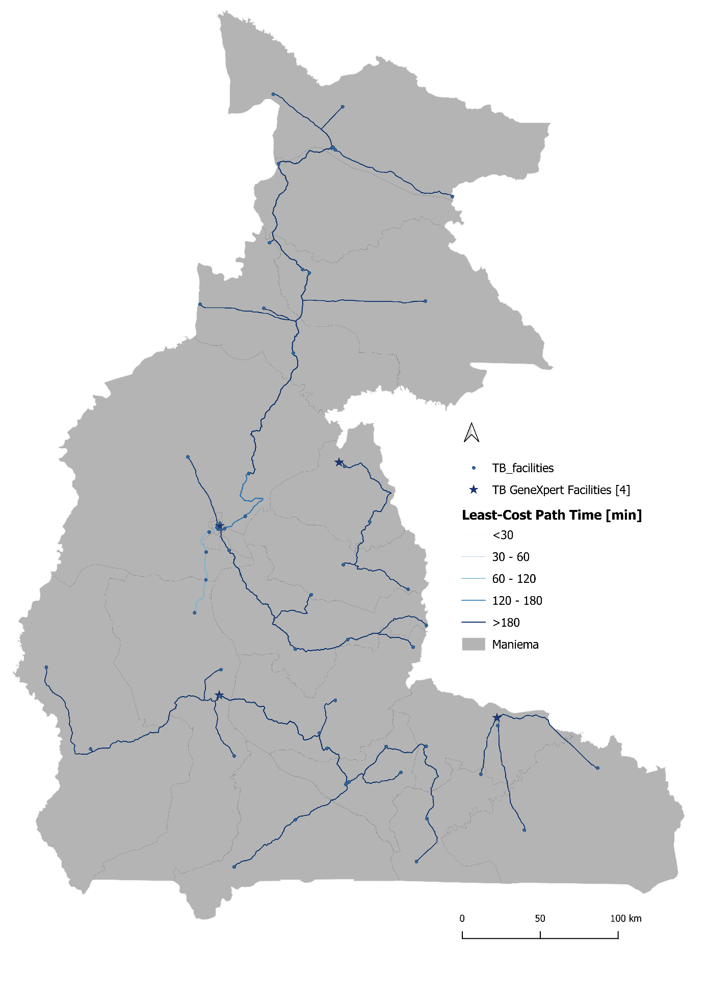 TB_facilities
TB GeneXpert Facilities [4]
Least-Cost Path Time [min]
<30
30 - 60
60 - 120
120 - 180
>180
Maniema
0 50 100 km